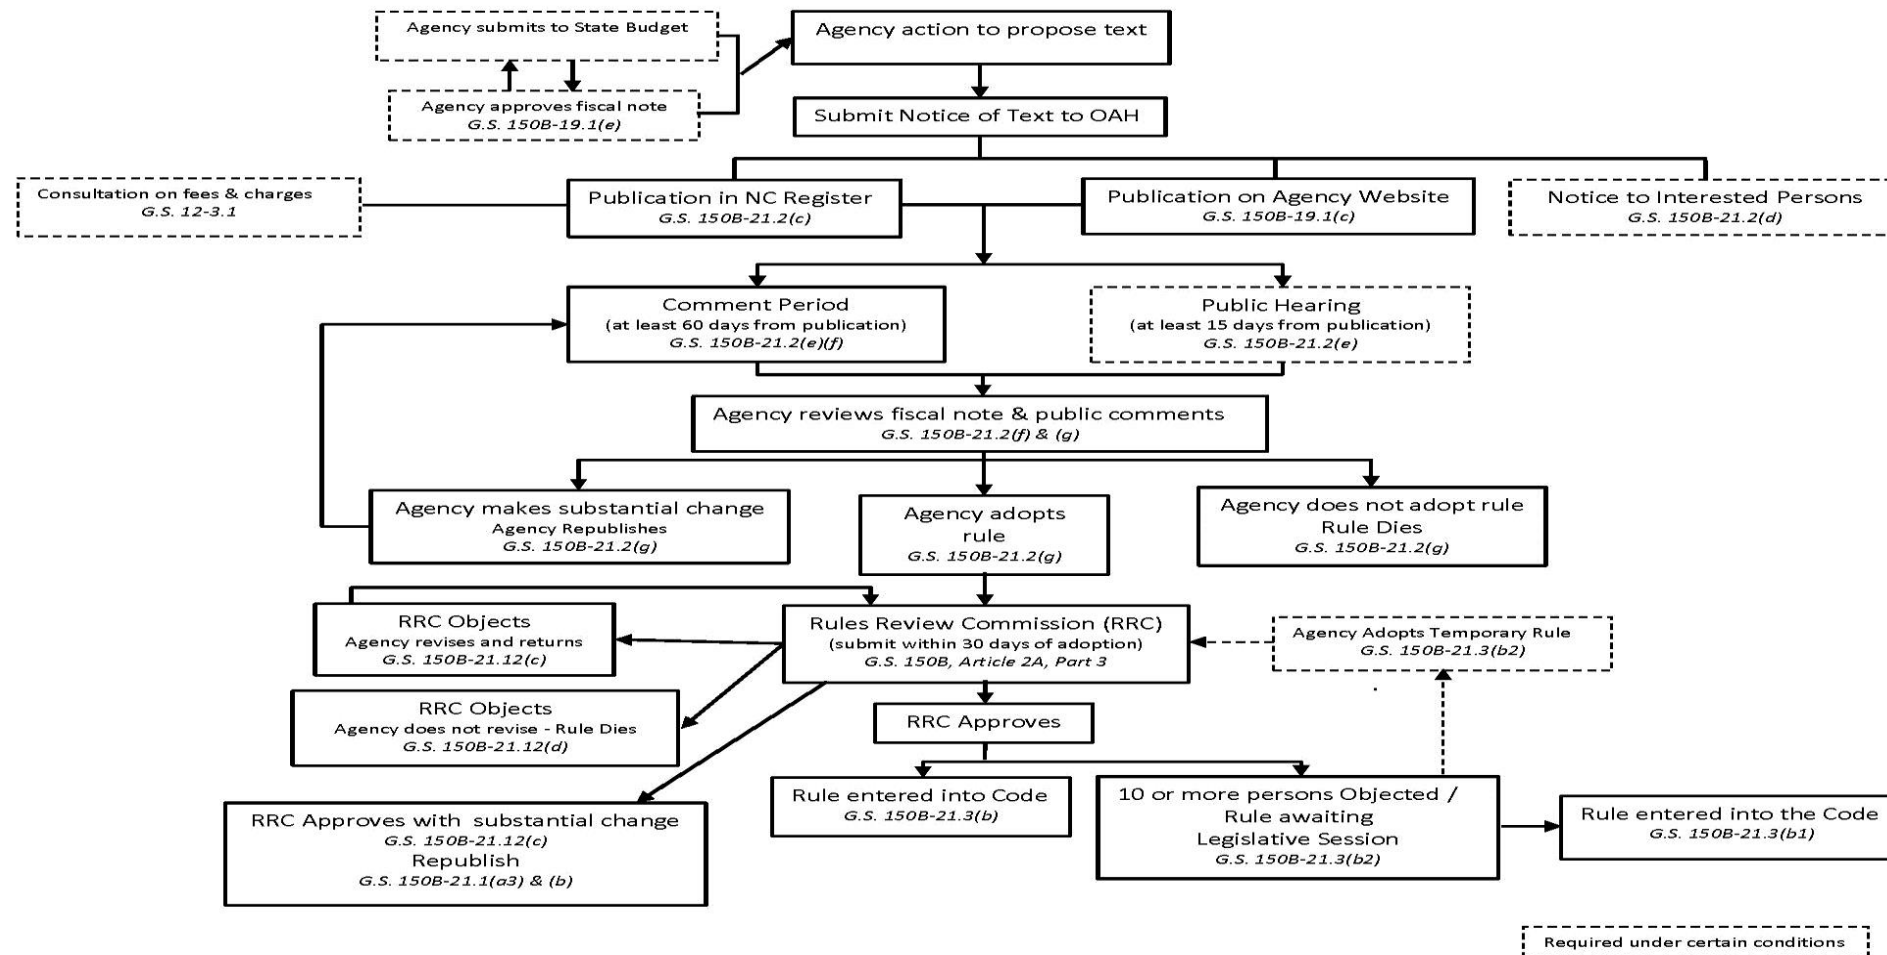 Agency submits to State Budget
Agency action to propose text
Agency approves fiscal note
G.S. 150B-19.1(e)
Submit Notice of Text to OAH
Consultation on fees & charges
G.S. 12-3.1
Publication in NC Register
G.S. 150B-21.2(c)
Publication on Agency Website
G.S. 150B-19.1(c)
Notice to Interested Persons
G.S. 150B-21.2(d)
Comment Period
(at least 60 days from publication)
G.S. 150B-21.2(e)(f)
Public Hearing
(at least 15 days from publication)
G.S. 150B-21.2(e)
Agency reviews fiscal note & public comments
G.S. 150B-21.2(f) & (g)
Agency makes substantial change
Agency Republishes
G.S. 150B-21.2(g)
Agency adopts
rule
G.S. 150B-21.2(g)
Agency does not adopt rule
Rule Dies
G.S. 150B-21.2(g)
RRC Objects
Agency revises and returns
G.S. 150B-21.12(c)
Rules Review Commission (RRC)
(submit within 30 days of adoption)
G.S. 150B, Article 2A, Part 3
Agency Adopts Temporary Rule
G.S. 150B-21.3(b2)
RRC Objects
Agency does not revise - Rule Dies
G.S. 150B-21.12(d)
RRC Approves
RRC Approves with substantial change
G.S. 150B-21.12(c)
Republish
G.S. 150B-21.1(a3) & (b)
Rule entered into Code
G.S. 150B-21.3(b)
10 or more persons Objected /
Rule awaiting
Legislative Session
G.S. 150B-21.3(b2)
Rule entered into the Code
G.S. 150B-21.3(b1)
Required under certain conditions